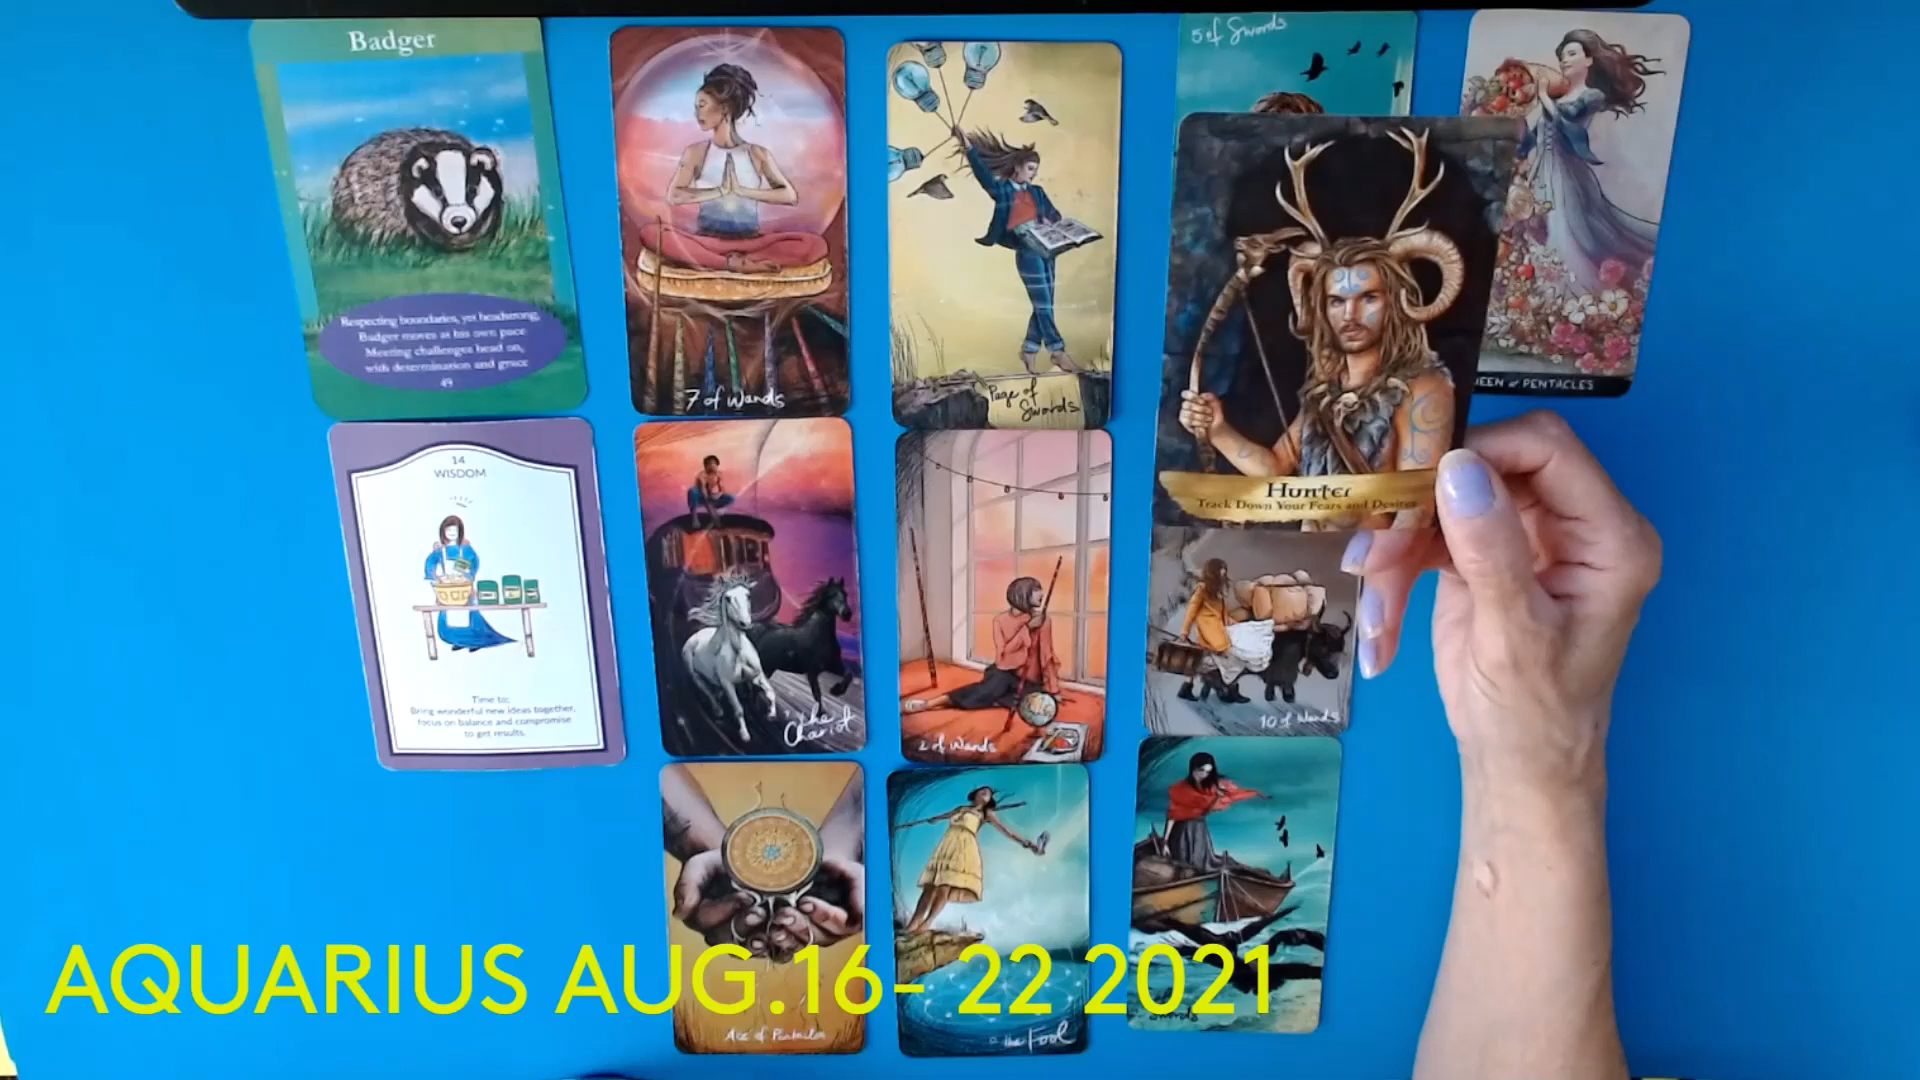 Badger
Respecting boundaries, yet headstrong,
Badger moves at his own pace
Meeting challenges head on,
with determination and grace
49
7 of Wands
Page of
Swords
5 of Swords
Hunter
Track Down Your Fears and Desires
QUEEN of PENTACLES
14
WISDOM
Time to:
Bring wonderful new ideas together,
focus on balance and compromise
to get results.
the
Chariot
2 of Wands
10 of Wands
Ace of Pentacles
the Fool
Swords
AQUARIUS AUG.16- 22 2021